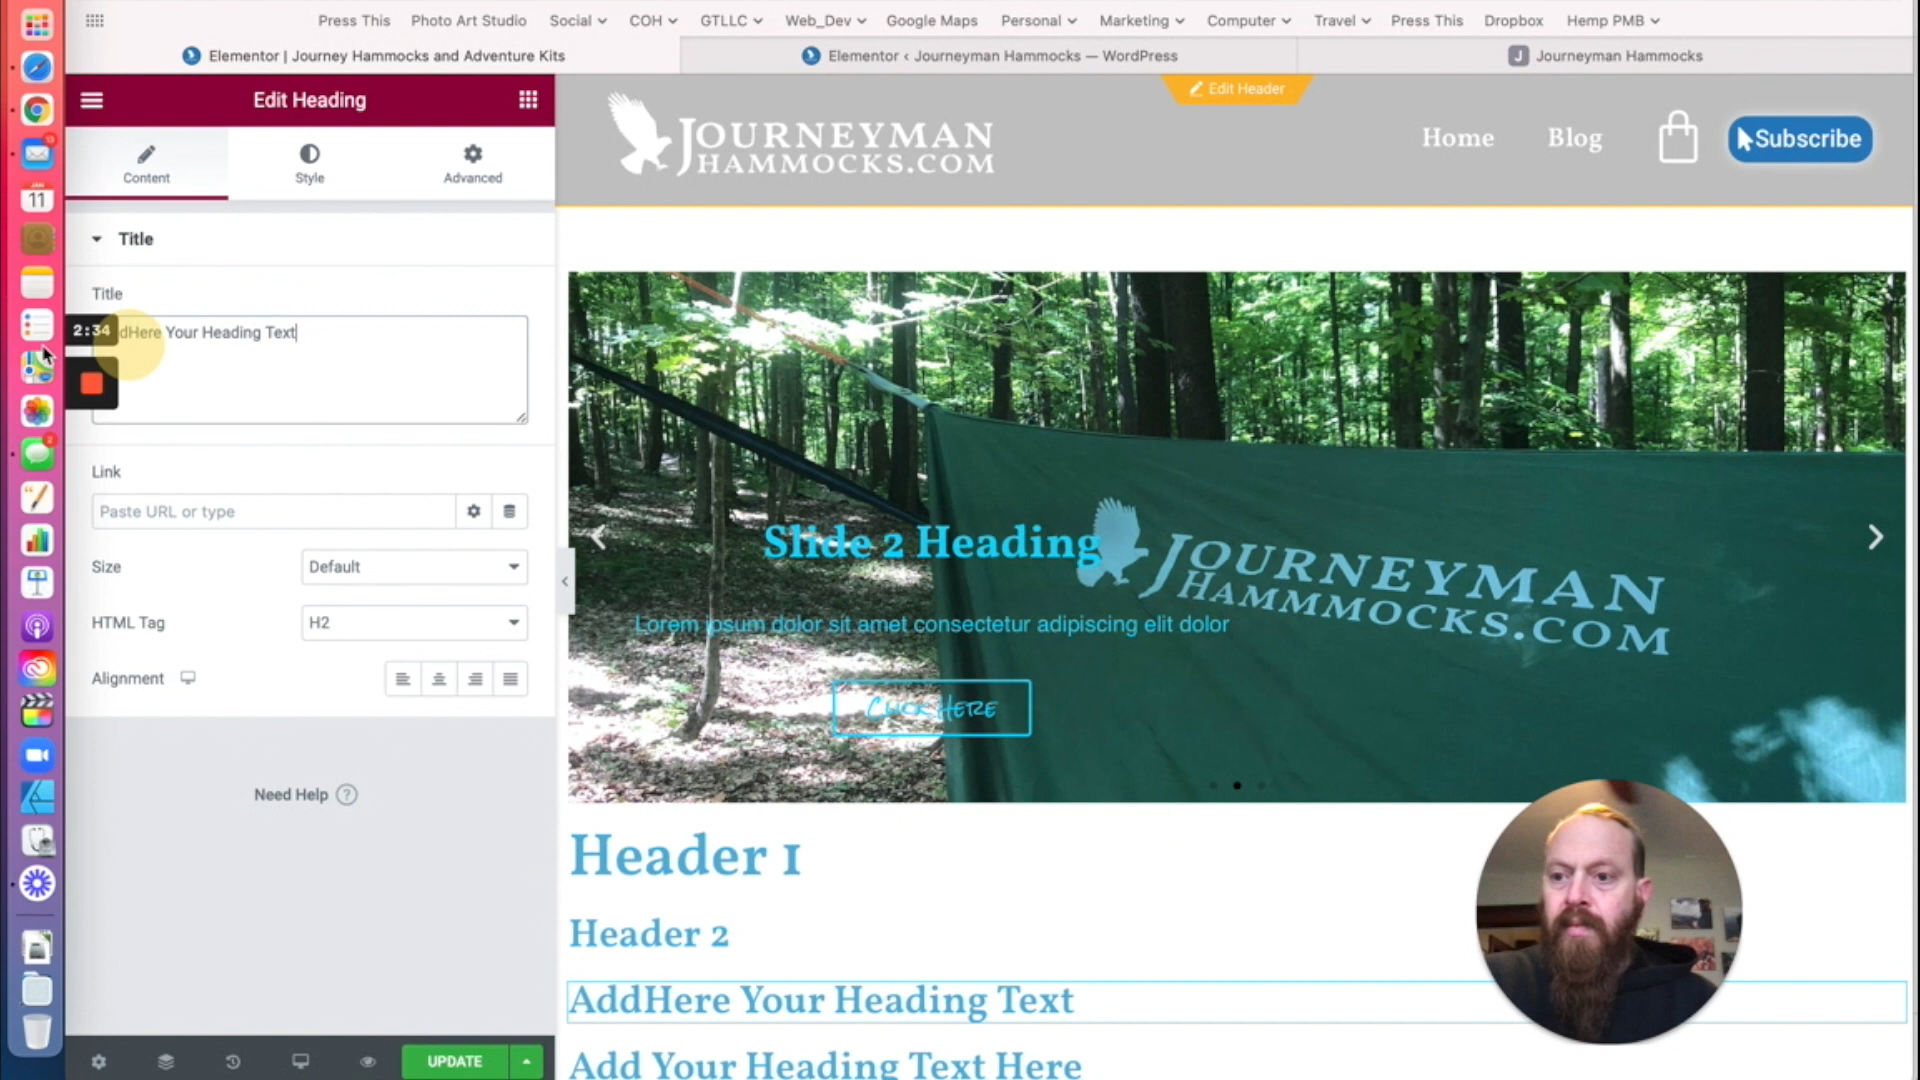 Press This Photo Art Studio Social COH GTLLC Web_Dev Google Maps Personal Marketing Computer Travel Press This Dropbox Hemp PMB
Elementor | Journey Hammocks and Adventure Kits
Elementor ‹ Journeyman Hammocks — WordPress
J Journeyman Hammocks
Edit Heading
Edit Header
JOURNEYMAN
HAMMOCKS.COM
Home Blog Subscribe
Content Style Advanced
13
JAN
11
Title
Title
2:34
dHere Your Heading Text
2
Link
Paste URL or type
Size Default
HTML Tag H2
Alignment
Need Help ?
Slide 2 Heading
Lorem ipsum dolor sit amet consectetur adipiscing elit dolor
Click Here
JOURNEYMAN
HAMMMOCKS.COM
Header 1
Header 2
AddHere Your Heading Text
Add Your Heading Text Here
UPDATE